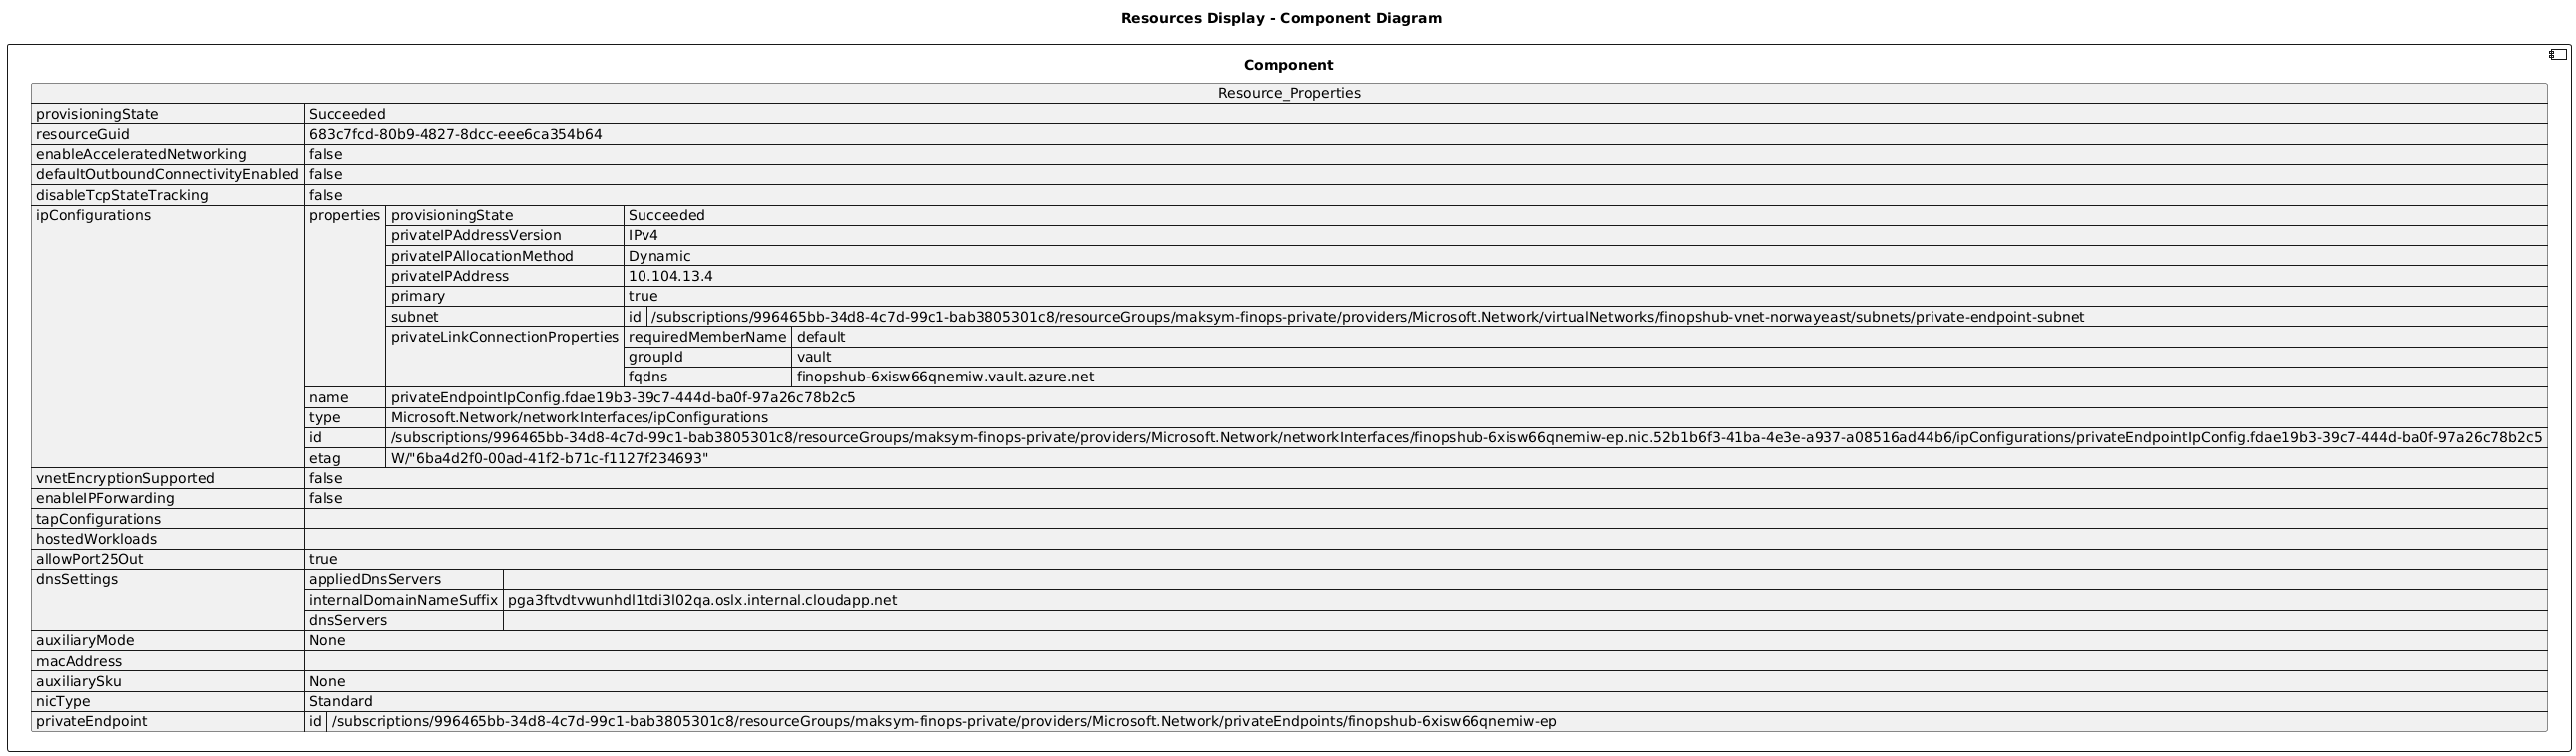 Resources Display - Component Diagram
Component
Resource_Properties
provisioningState Succeeded
resourceGuid 683c7fcd-80b9-4827-8dcc-eee6ca354b64
enableAcceleratedNetworking false
defaultOutboundConnectivityEnabled false
disableTcpStateTracking false
ipConfigurations properties provisioningState Succeeded
privateIPAddressVersion IPv4
privateIPAllocationMethod Dynamic
privateIPAddress 10.104.13.4
primary true
subnet id /subscriptions/996465bb-34d8-4c7d-99c1-bab3805301c8/resourceGroups/maksym-finops-private/providers/Microsoft.Network/virtualNetworks/finopshub-vnet-norwayeast/subnets/private-endpoint-subnet
privateLinkConnectionProperties requiredMemberName default
groupId vault
fqdns finopshub-6xisw66qnemiw.vault.azure.net
name privateEndpointIpConfig.fdae19b3-39c7-444d-ba0f-97a26c78b2c5
type Microsoft.Network/networkInterfaces/ipConfigurations
id /subscriptions/996465bb-34d8-4c7d-99c1-bab3805301c8/resourceGroups/maksym-finops-private/providers/Microsoft.Network/networkInterfaces/finopshub-6xisw66qnemiw-ep.nic.52b1b6f3-41ba-4e3e-a937-a08516ad44b6/ipConfigurations/privateEndpointIpConfig.fdae19b3-39c7-444d-ba0f-97a26c78b2c5
etag W/"6ba4d2f0-00ad-41f2-b71c-f1127f234693"
vnetEncryptionSupported false
enableIPForwarding false
tapConfigurations
hostedWorkloads
allowPort25Out true
dnsSettings appliedDnsServers
internalDomainNameSuffix pga3ftvdtvwunhdl1tdi3l02qa.oslx.internal.cloudapp.net
dnsServers
auxiliaryMode None
macAddress
auxiliarySku None
nicType Standard
privateEndpoint id /subscriptions/996465bb-34d8-4c7d-99c1-bab3805301c8/resourceGroups/maksym-finops-private/providers/Microsoft.Network/privateEndpoints/finopshub-6xisw66qnemiw-ep